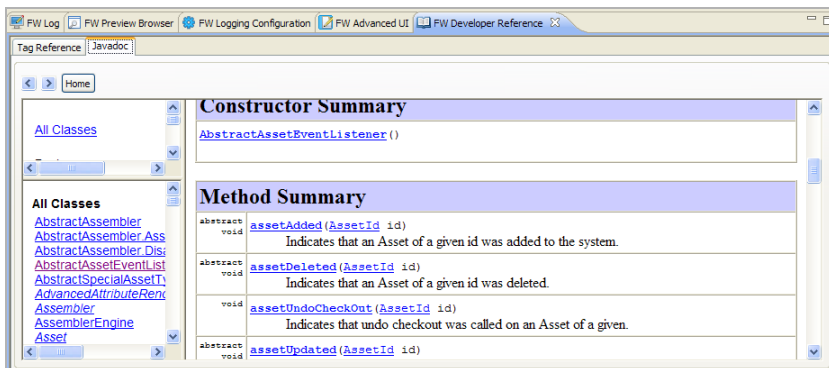 FW Log FW Preview Browser FW Logging Configuration FW Advanced UI FW Developer Reference
Tag Reference Javadoc
Home
All Classes
All Classes
AbstractAssembler
AbstractAssembler.Ass
AbstractAssembler.Disa
AbstractAssetEventList
AbstractSpecialAssetTy
AdvancedAttributeRend
Assembler
AssemblerEngine
Asset
Constructor Summary
AbstractAssetEventListener()
Method Summary
abstract void assetAdded(AssetId id)
Indicates that an Asset of a given id was added to the system.
abstract void assetDeleted(AssetId id)
Indicates that an Asset of a given id was deleted.
void assetUndoCheckOut(AssetId id)
Indicates that undo checkout was called on an Asset of a given.
abstract void assetUpdated(AssetId id)